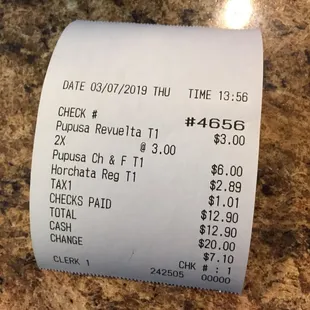 DATE 03/07/2019 THU TIME 13:56
CHECK # #4656
Pupusa Revuelta T1 $3.00
2X @ 3.00
Pupusa Ch & F T1 $6.00
Horchata Reg T1 $2.89
TAX1 $1.01
CHECKS PAID $12.90
TOTAL $12.90
CASH $20.00
CHANGE $7.10
CHK # : 1
CLERK 1 242505 00000